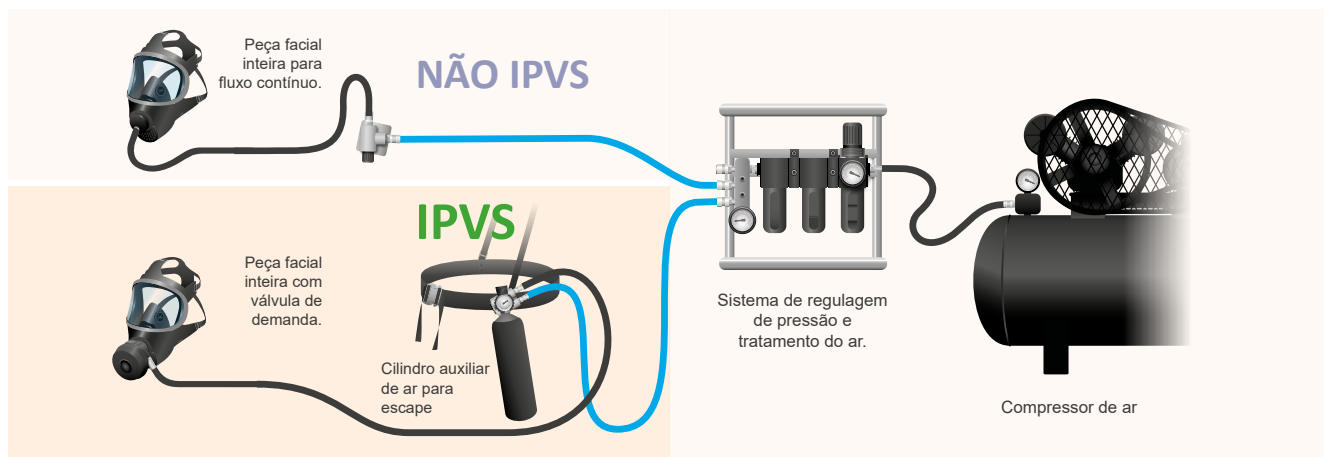 Peça facial
inteira para
fluxo contínuo.
NÃO IPVS
IPVS
Peça facial
inteira com
válvula de
demanda.
Cilindro auxiliar
de ar para
escape
Sistema de regulagem
de pressão e
tratamento do ar.
Compressor de ar